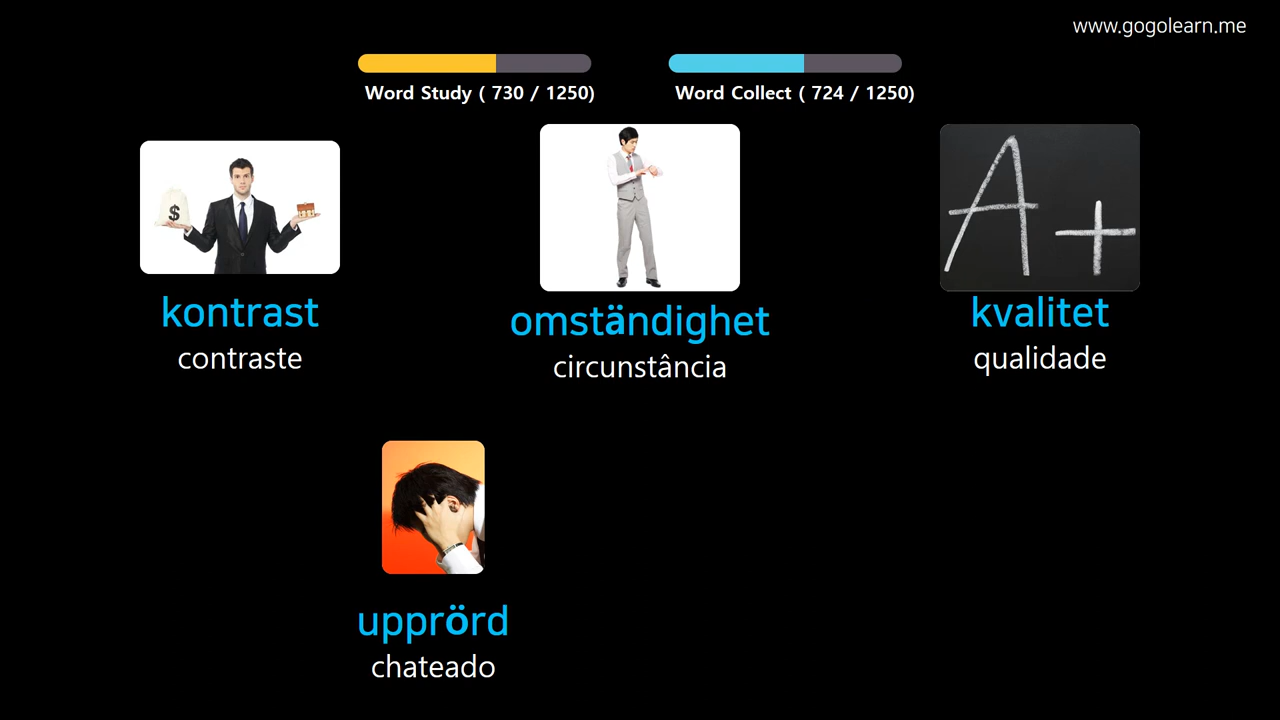 www.gogolearn.me
Word Study ( 730 / 1250)
Word Collect ( 724 / 1250)
$
A+
kontrast
contraste
omständighet
circunstância
kvalitet
qualidade
upprörd
chateado